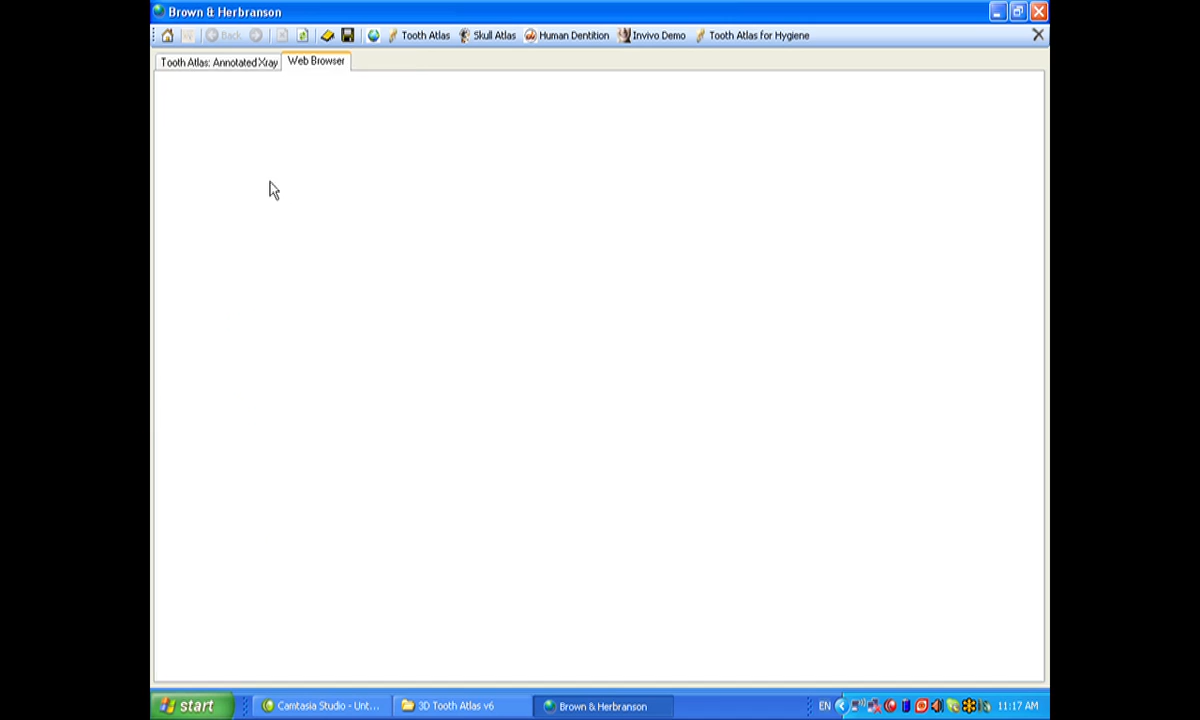 Brown & Herbranson
Back Tooth Atlas Skull Atlas Human Dentition Invivo Demo Tooth Atlas for Hygiene
Tooth Atlas: Annotated Xray Web Browser
start Camtasia Studio - Unt... 3D Tooth Atlas v6 Brown & Herbranson EN 11:17 AM